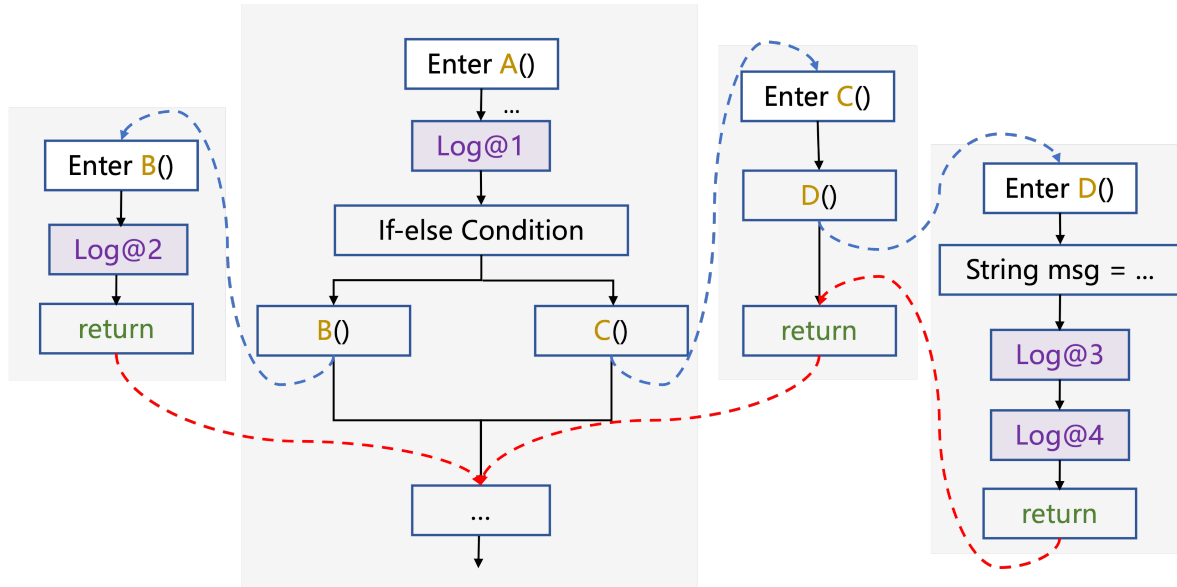 Enter B()
Log@2
return
Enter A()
...
Log@1
If-else Condition
B()
C()
...
Enter C()
D()
return
Enter D()
String msg = ...
Log@3
Log@4
return